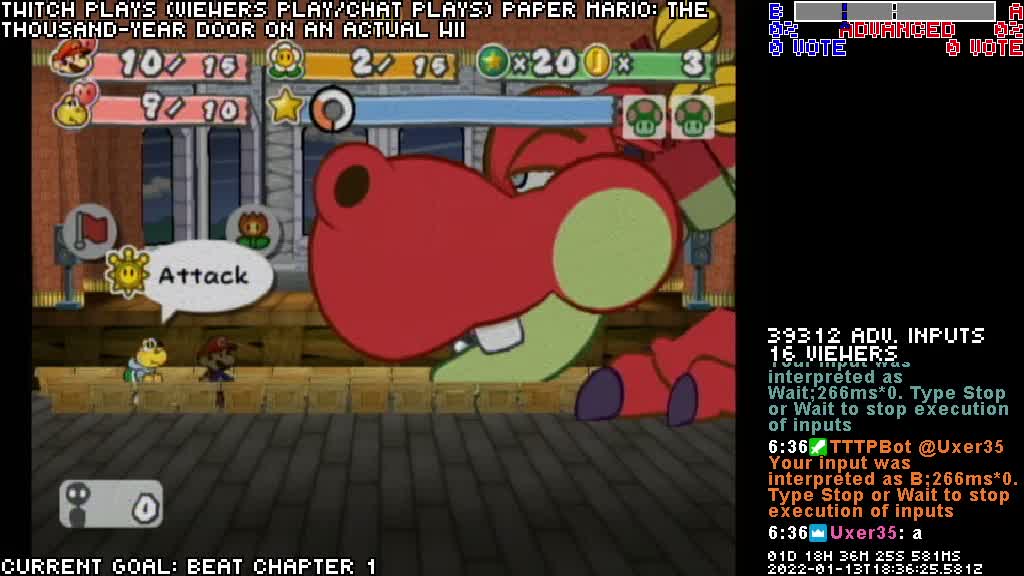 TWITCH PLAYS (VIEWERS PLAY/CHAT PLAYS) PAPER MARIO: THE
THOUSAND-YEAR DOOR ON AN ACTUAL WII
10/ 15
2/ 15
×20
× 3
9/ 10
Attack
0
CURRENT GOAL: BEAT CHAPTER 1
B
A
0%
ADVANCED
0%
0 VOTE
0 VOTE
39312 ADV. INPUTS
16 VIEWERS
Your input was
interpreted as
Wait;266ms*0. Type Stop
or Wait to stop execution
of inputs
6:36 TTTPBot @Uxer35
Your input was
interpreted as B;266ms*0.
Type Stop or Wait to stop
execution of inputs
6:36 Uxer35: a
01D 18H 36M 25S 581MS
2022-01-13T18:36:25.581Z